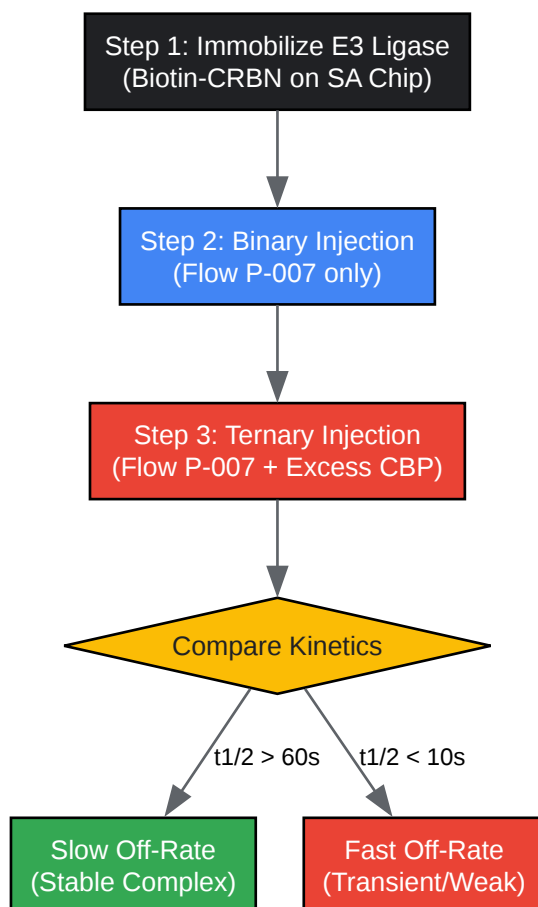 Step 1: Immobilize E3 Ligase
(Biotin-CRBN on SA Chip)
Step 2: Binary Injection
(Flow P-007 only)
Step 3: Ternary Injection
(Flow P-007 + Excess CBP)
Compare Kinetics
t1/2 > 60s
t1/2 < 10s
Slow Off-Rate
(Stable Complex)
Fast Off-Rate
(Transient/Weak)